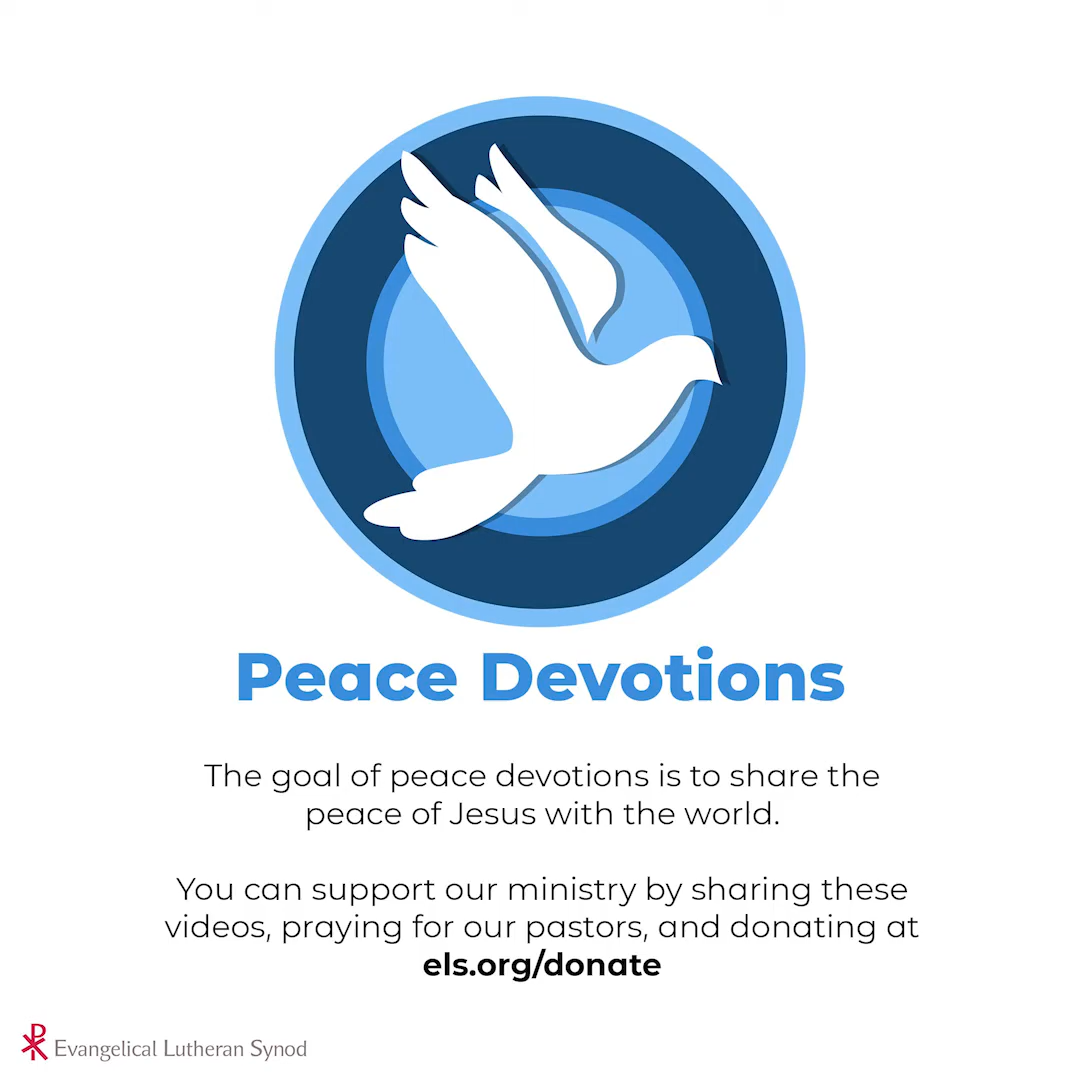 Peace Devotions
The goal of peace devotions is to share the
peace of Jesus with the world.
You can support our ministry by sharing these
videos, praying for our pastors, and donating at
els.org/donate
Evangelical Lutheran Synod